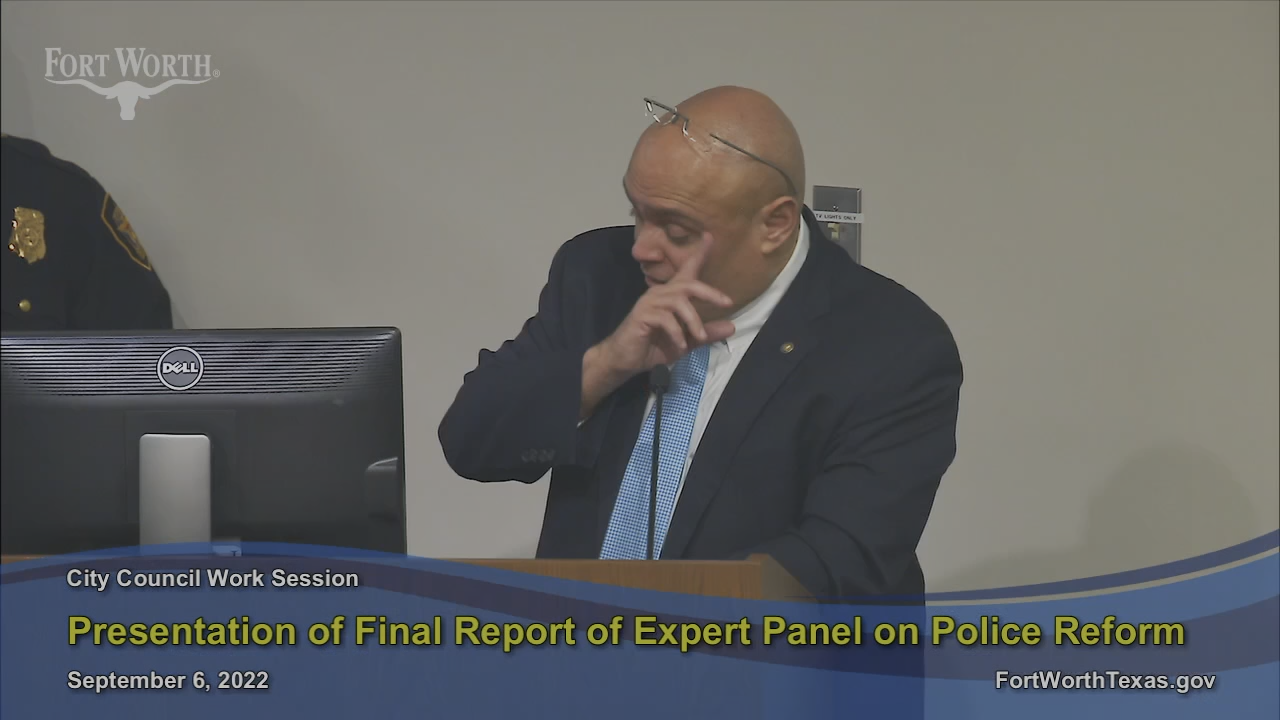 FORT WORTH®
DELL
TV LIGHTS ONLY
City Council Work Session
Presentation of Final Report of Expert Panel on Police Reform
September 6, 2022
FortWorthTexas.gov